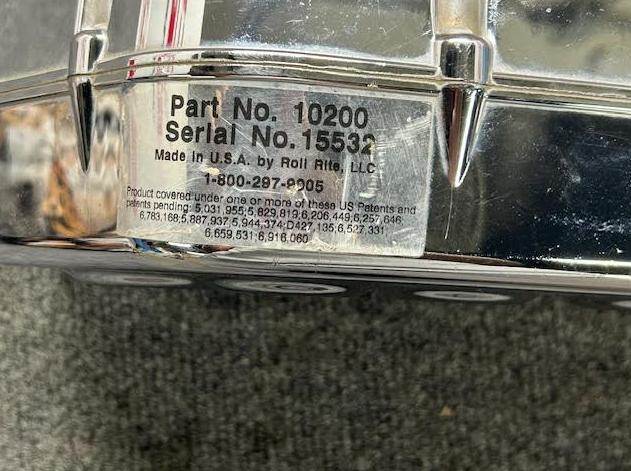 Part No. 10200
Serial No. 15532
Made in U.S.A. by Roll Rite, LLC
1-800-297-8905
Product covered under one or more of these US Patents and
patents pending: 5,031,955;5,829,819;6,206,449;6,257,646
6,783,168;5,887,937;5,944,374;D427,135;6,527,331
6,659,531;6,916,060